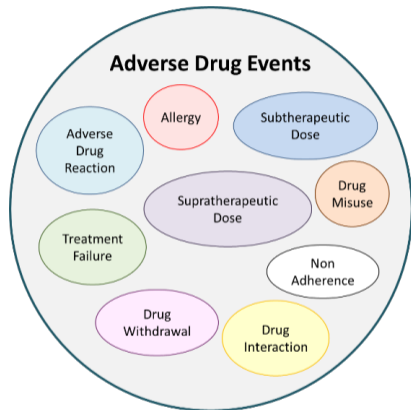 Adverse Drug Events
Allergy
Subtherapeutic
Dose
Adverse
Drug
Reaction
Drug
Misuse
Supratherapeutic
Dose
Treatment
Failure
Non
Adherence
Drug
Withdrawal
Drug
Interaction